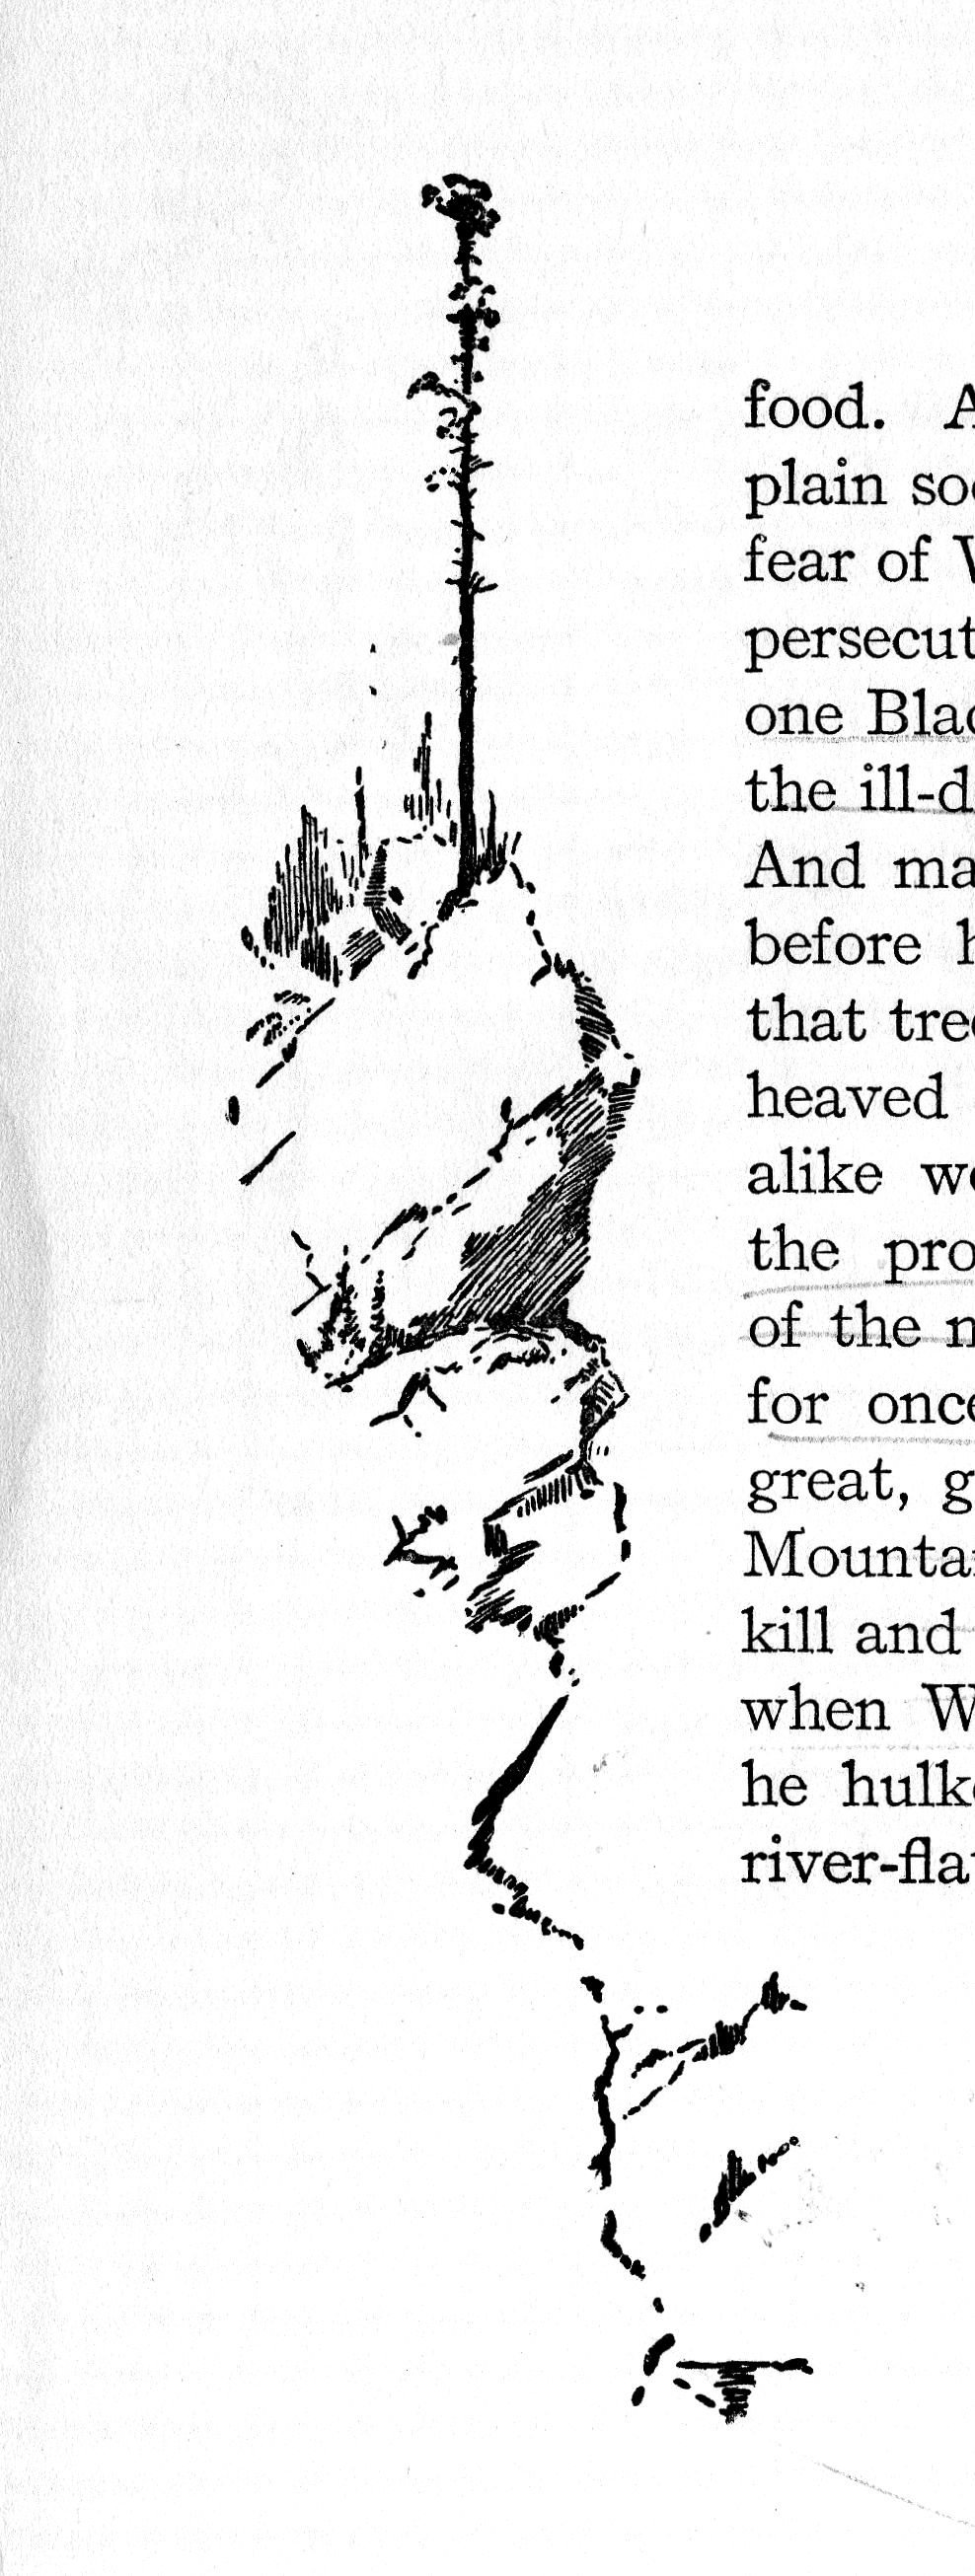 food. A
plain so
fear of
persecut
one Blac
the ill-d
And ma
before h
that tre
heaved
alike w
the pro
of the n
for once
great, g
Mounta
kill and
when W
he hulk
river-fla